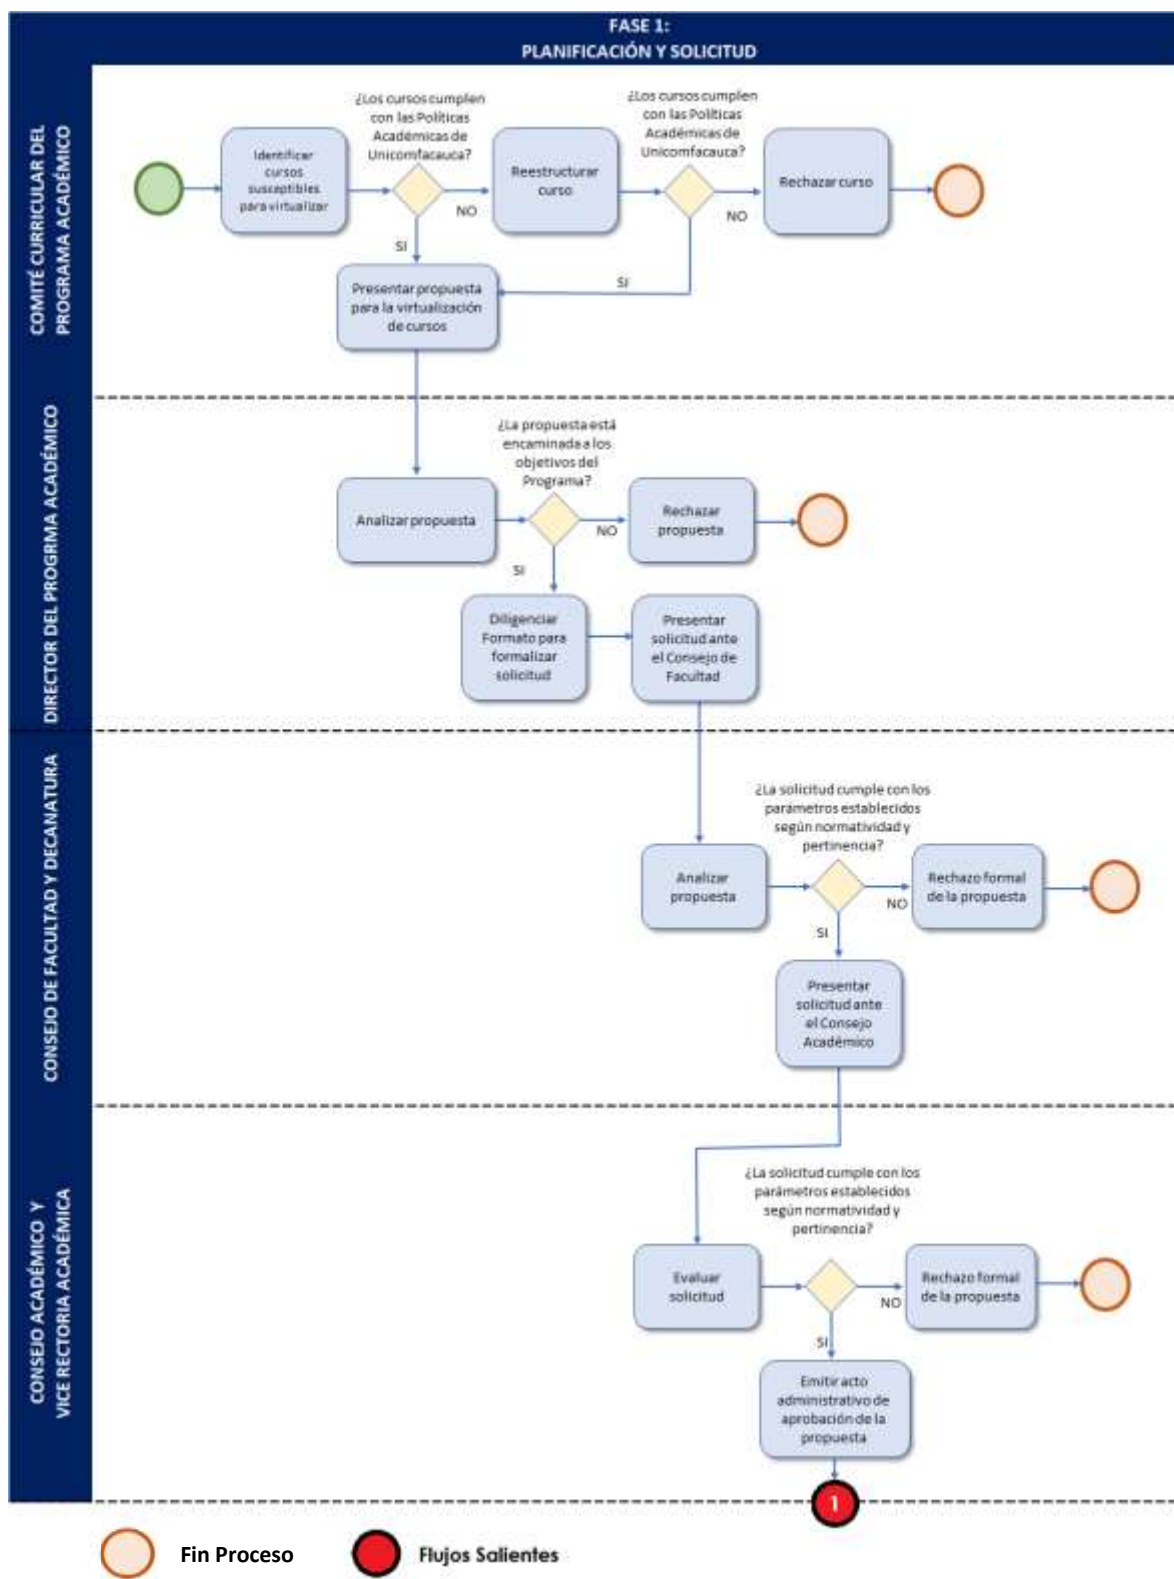 FASE 1:
PLANIFICACIÓN Y SOLICITUD
COMITÉ CURRICULAR DEL
PROGRAMA ACADÉMICO
¿Los cursos cumplen
con las Políticas
Académicas de
Unicomfacauca?
¿Los cursos cumplen
con las Políticas
Académicas de
Unicomfacauca?
Identificar
cursos
susceptibles
para virtualizar
NO
Reestructurar
curso
NO
Rechazar curso
SI
SI
Presentar propuesta
para la virtualización
de cursos
DIRECTOR DEL PROGRMA ACADÉMICO
¿La propuesta está
encaminada a los
objetivos del
Programa?
Analizar propuesta
NO
Rechazar
propuesta
SI
Diligenciar
Formato para
formalizar
solicitud
Presentar
solicitud ante
el Consejo de
Facultad
CONSEJO DE FACULTAD Y DECANATURA
¿La solicitud cumple con los
parámetros establecidos
según normatividad y
pertinencia?
Analizar
propuesta
NO
Rechazo formal
de la propuesta
SI
Presentar
solicitud ante
el Consejo
Académico
CONSEJO ACADÉMICO Y
VICE RECTORIA ACADÉMICA
¿La solicitud cumple con los
parámetros establecidos
según normatividad y
pertinencia?
Evaluar
solicitud
NO
Rechazo formal
de la propuesta
SI
Emitir acto
administrativo de
aprobación de la
propuesta
1
Fin Proceso
Flujos Salientes